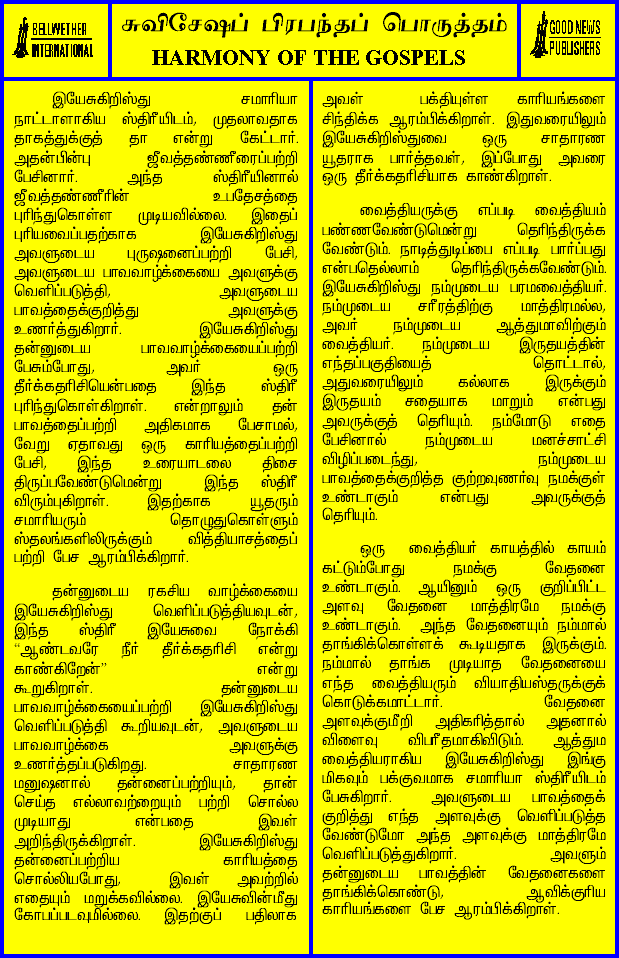 BELLWETHER
INTERNATIONAL
சுவிசேஷப் பிரபந்தப் பொருத்தம்
HARMONY OF THE GOSPELS
GOOD NEWS
PUBLISHERS
இயேசுகிறிஸ்து சமாரியா
நாட்டாளாகிய ஸ்திரீயிடம், முதலாவதாக
தாகத்துக்குத் தா என்று கேட்டார்.
அதன்பின்பு ஜீவத்தண்ணீரைப்பற்றி
பேசினார். அந்த ஸ்திரீயினால்
ஜீவத்தண்ணீரின் உபதேசத்தை
புரிந்துகொள்ள முடியவில்லை. இதைப்
புரியவைப்பதற்காக இயேசுகிறிஸ்து
அவளுடைய புருஷனைப்பற்றி பேசி,
அவளுடைய பாவவாழ்க்கையை அவளுக்கு
வெளிப்படுத்தி, அவளுடைய
பாவத்தைக்குறித்து அவளுக்கு
உணர்த்துகிறார். இயேசுகிறிஸ்து
தன்னுடைய பாவவாழ்க்கையைப்பற்றி
பேசும்போது, அவர் ஒரு
தீர்க்கதரிசியென்பதை இந்த ஸ்திரீ
புரிந்துகொள்கிறாள். என்றாலும் தன்
பாவத்தைப்பற்றி அதிகமாக பேசாமல்,
வேறு ஏதாவது ஒரு காரியத்தைப்பற்றி
பேசி, இந்த உரையாடலை திசை
திருப்பவேண்டுமென்று இந்த ஸ்திரீ
விரும்புகிறாள். இதற்காக யூதரும்
சமாரியரும் தொழுதுகொள்ளும்
ஸ்தலங்களிலிருக்கும் வித்தியாசத்தைப்
பற்றி பேச ஆரம்பிக்கிறார்.
தன்னுடைய ரகசிய வாழ்க்கையை
இயேசுகிறிஸ்து வெளிப்படுத்தியவுடன்,
இந்த ஸ்திரீ இயேசுவை நோக்கி
“ஆண்டவரே நீர் தீர்க்கதரிசி என்று
காண்கிறேன்” என்று
கூறுகிறாள். தன்னுடைய
பாவவாழ்க்கையைப்பற்றி இயேசுகிறிஸ்து
வெளிப்படுத்தி கூறியவுடன், அவளுடைய
பாவவாழ்க்கை அவளுக்கு
உணர்த்தப்படுகிறது. சாதாரண
மனுஷனால் தன்னைப்பற்றியும், தான்
செய்த எல்லாவற்றையும் பற்றி சொல்ல
முடியாது என்பதை இவள்
அறிந்திருக்கிறாள். இயேசுகிறிஸ்து
தன்னைப்பற்றிய காரியத்தை
சொல்லியபோது, இவள் அவற்றில்
எதையும் மறுக்கவில்லை. இயேசுவின்மீது
கோபப்படவுமில்லை. இதற்குப் பதிலாக
அவள் பக்தியுள்ள காரியங்களை
சிந்திக்க ஆரம்பிக்கிறாள். இதுவரையிலும்
இயேசுகிறிஸ்துவை ஒரு சாதாரண
யூதராக பார்த்தவள், இப்போது அவரை
ஒரு தீர்க்கதரிசியாக காண்கிறாள்.
வைத்தியருக்கு எப்படி வைத்தியம்
பண்ணவேண்டுமென்று தெரிந்திருக்க
வேண்டும். நாடித்துடிப்பை எப்படி பார்ப்பது
என்பதெல்லாம் தெரிந்திருக்கவேண்டும்.
இயேசுகிறிஸ்து நம்முடைய பரமவைத்தியர்.
நம்முடைய சரீரத்திற்கு மாத்திரமல்ல,
அவர் நம்முடைய ஆத்துமாவிற்கும்
வைத்தியர். நம்முடைய இருதயத்தின்
எந்தப்பகுதியைத் தொட்டால்,
அதுவரையிலும் கல்லாக இருக்கும்
இருதயம் சதையாக மாறும் என்பது
அவருக்குத் தெரியும். நம்மோடு எதை
பேசினால் நம்முடைய மனச்சாட்சி
விழிப்படைந்து, நம்முடைய
பாவத்தைக்குறித்த குற்றவுணர்வு நமக்குள்
உண்டாகும் என்பது அவருக்குத்
தெரியும்.
ஒரு வைத்தியர் காயத்தில் காயம்
கட்டும்போது நமக்கு வேதனை
உண்டாகும். ஆயினும் ஒரு குறிப்பிட்ட
அளவு வேதனை மாத்திரமே நமக்கு
உண்டாகும். அந்த வேதனையும் நம்மால்
தாங்கிக்கொள்ளக் கூடியதாக இருக்கும்.
நம்மால் தாங்க முடியாத வேதனையை
எந்த வைத்தியரும் வியாதியஸ்தருக்குக்
கொடுக்கமாட்டார். வேதனை
அளவுக்குமீறி அதிகரித்தால் அதனால்
விளைவு விபரீதமாகிவிடும். ஆத்தும
வைத்தியராகிய இயேசுகிறிஸ்து இங்கு
மிகவும் பக்குவமாக சமாரியா ஸ்திரீயிடம்
பேசுகிறார். அவளுடைய பாவத்தைக்
குறித்து எந்த அளவுக்கு வெளிப்படுத்த
வேண்டுமோ அந்த அளவுக்கு மாத்திரமே
வெளிப்படுத்துகிறார். அவளும்
தன்னுடைய பாவத்தின் வேதனைகளை
தாங்கிக்கொண்டு, ஆவிக்குரிய
காரியங்களை பேச ஆரம்பிக்கிறாள்.